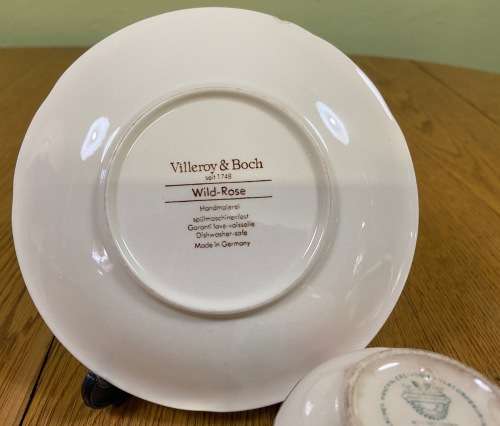 Villeroy & Boch
seit 1748
Wild-Rose
Handmalerei
spülmaschinenfest
Garanti lave-vaisselle
Dishwasher-safe
Made in Germany